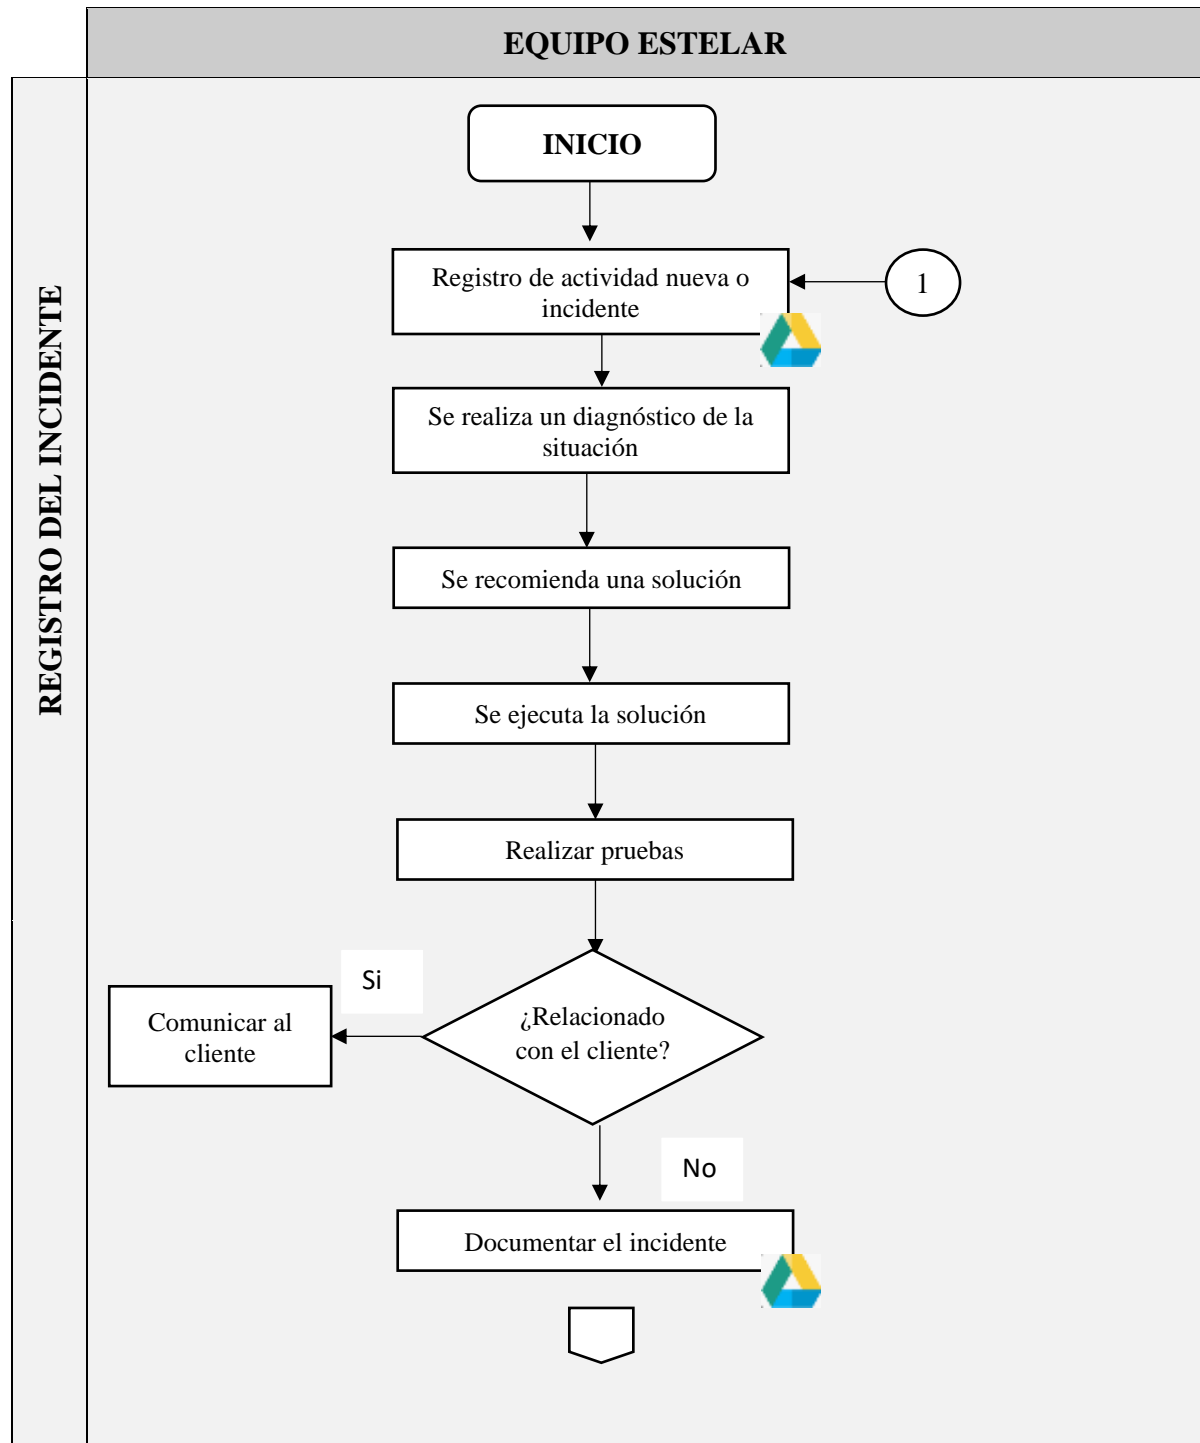 EQUIPO ESTELAR
REGISTRO DEL INCIDENTE
INICIO
Registro de actividad nueva o
incidente
1
Se realiza un diagnóstico de la
situación
Se recomienda una solución
Se ejecuta la solución
Realizar pruebas
Si
¿Relacionado
con el cliente?
Comunicar al
cliente
No
Documentar el incidente